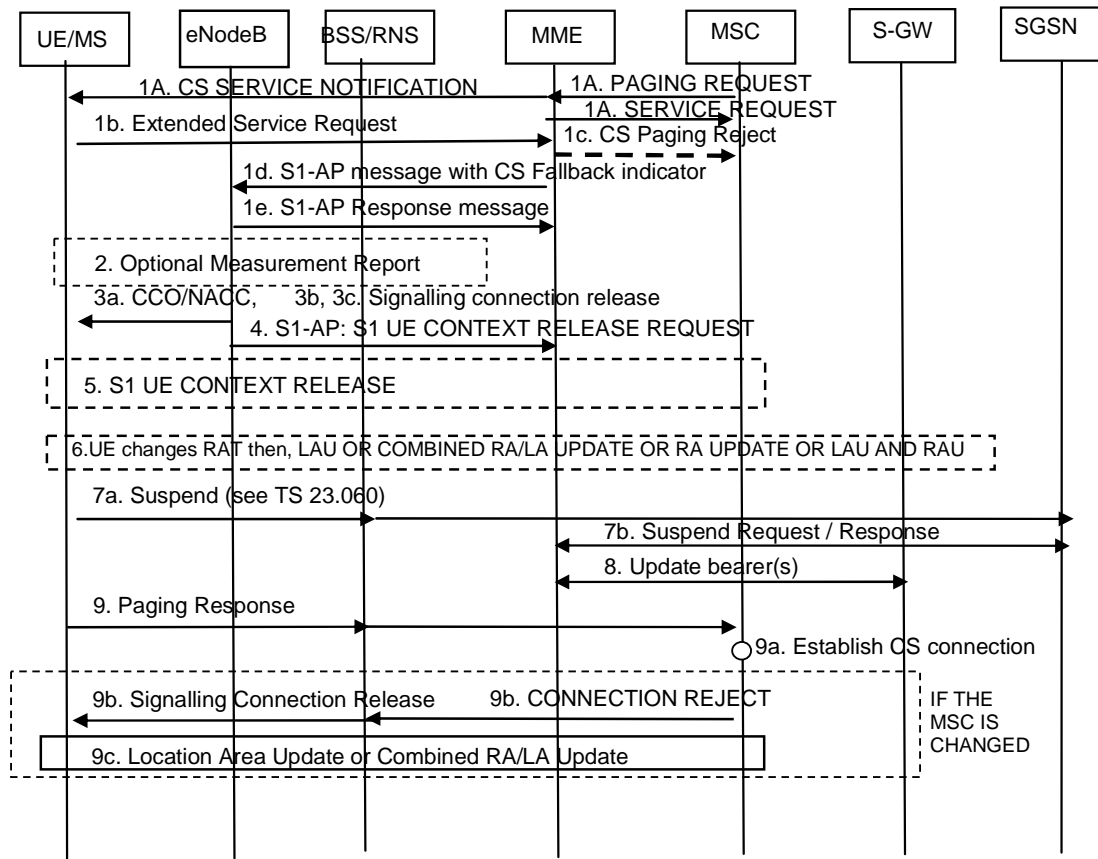 UE/MS
eNodeB
BSS/RNS
MME
MSC
S-GW
SGSN
1A. CS SERVICE NOTIFICATION
1A. PAGING REQUEST
1A. SERVICE REQUEST
1b. Extended Service Request
1c. CS Paging Reject
1d. S1-AP message with CS Fallback indicator
1e. S1-AP Response message
2. Optional Measurement Report
3a. CCO/NACC, 3b, 3c. Signalling connection release
4. S1-AP: S1 UE CONTEXT RELEASE REQUEST
5. S1 UE CONTEXT RELEASE
6.UE changes RAT then, LAU OR COMBINED RA/LA UPDATE OR RA UPDATE OR LAU AND RAU
7a. Suspend (see TS 23.060)
7b. Suspend Request / Response
8. Update bearer(s)
9. Paging Response
9a. Establish CS connection
9b. Signalling Connection Release
9b. CONNECTION REJECT
IF THE
MSC IS
CHANGED
9c. Location Area Update or Combined RA/LA Update